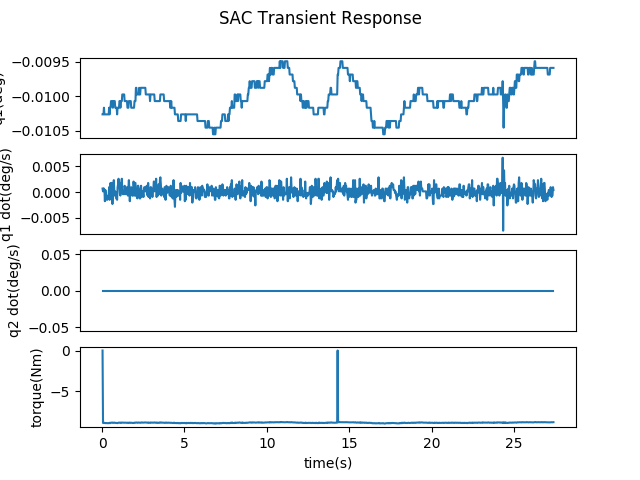 SAC Transient Response
−0.0095
−0.0100
−0.0105
q1(deg)
0.005
0.000
−0.005
q1 dot(deg/s)
0.05
0.00
−0.05
q2 dot(deg/s)
0
−5
torque(Nm)
0 5 10 15 20 25
time(s)